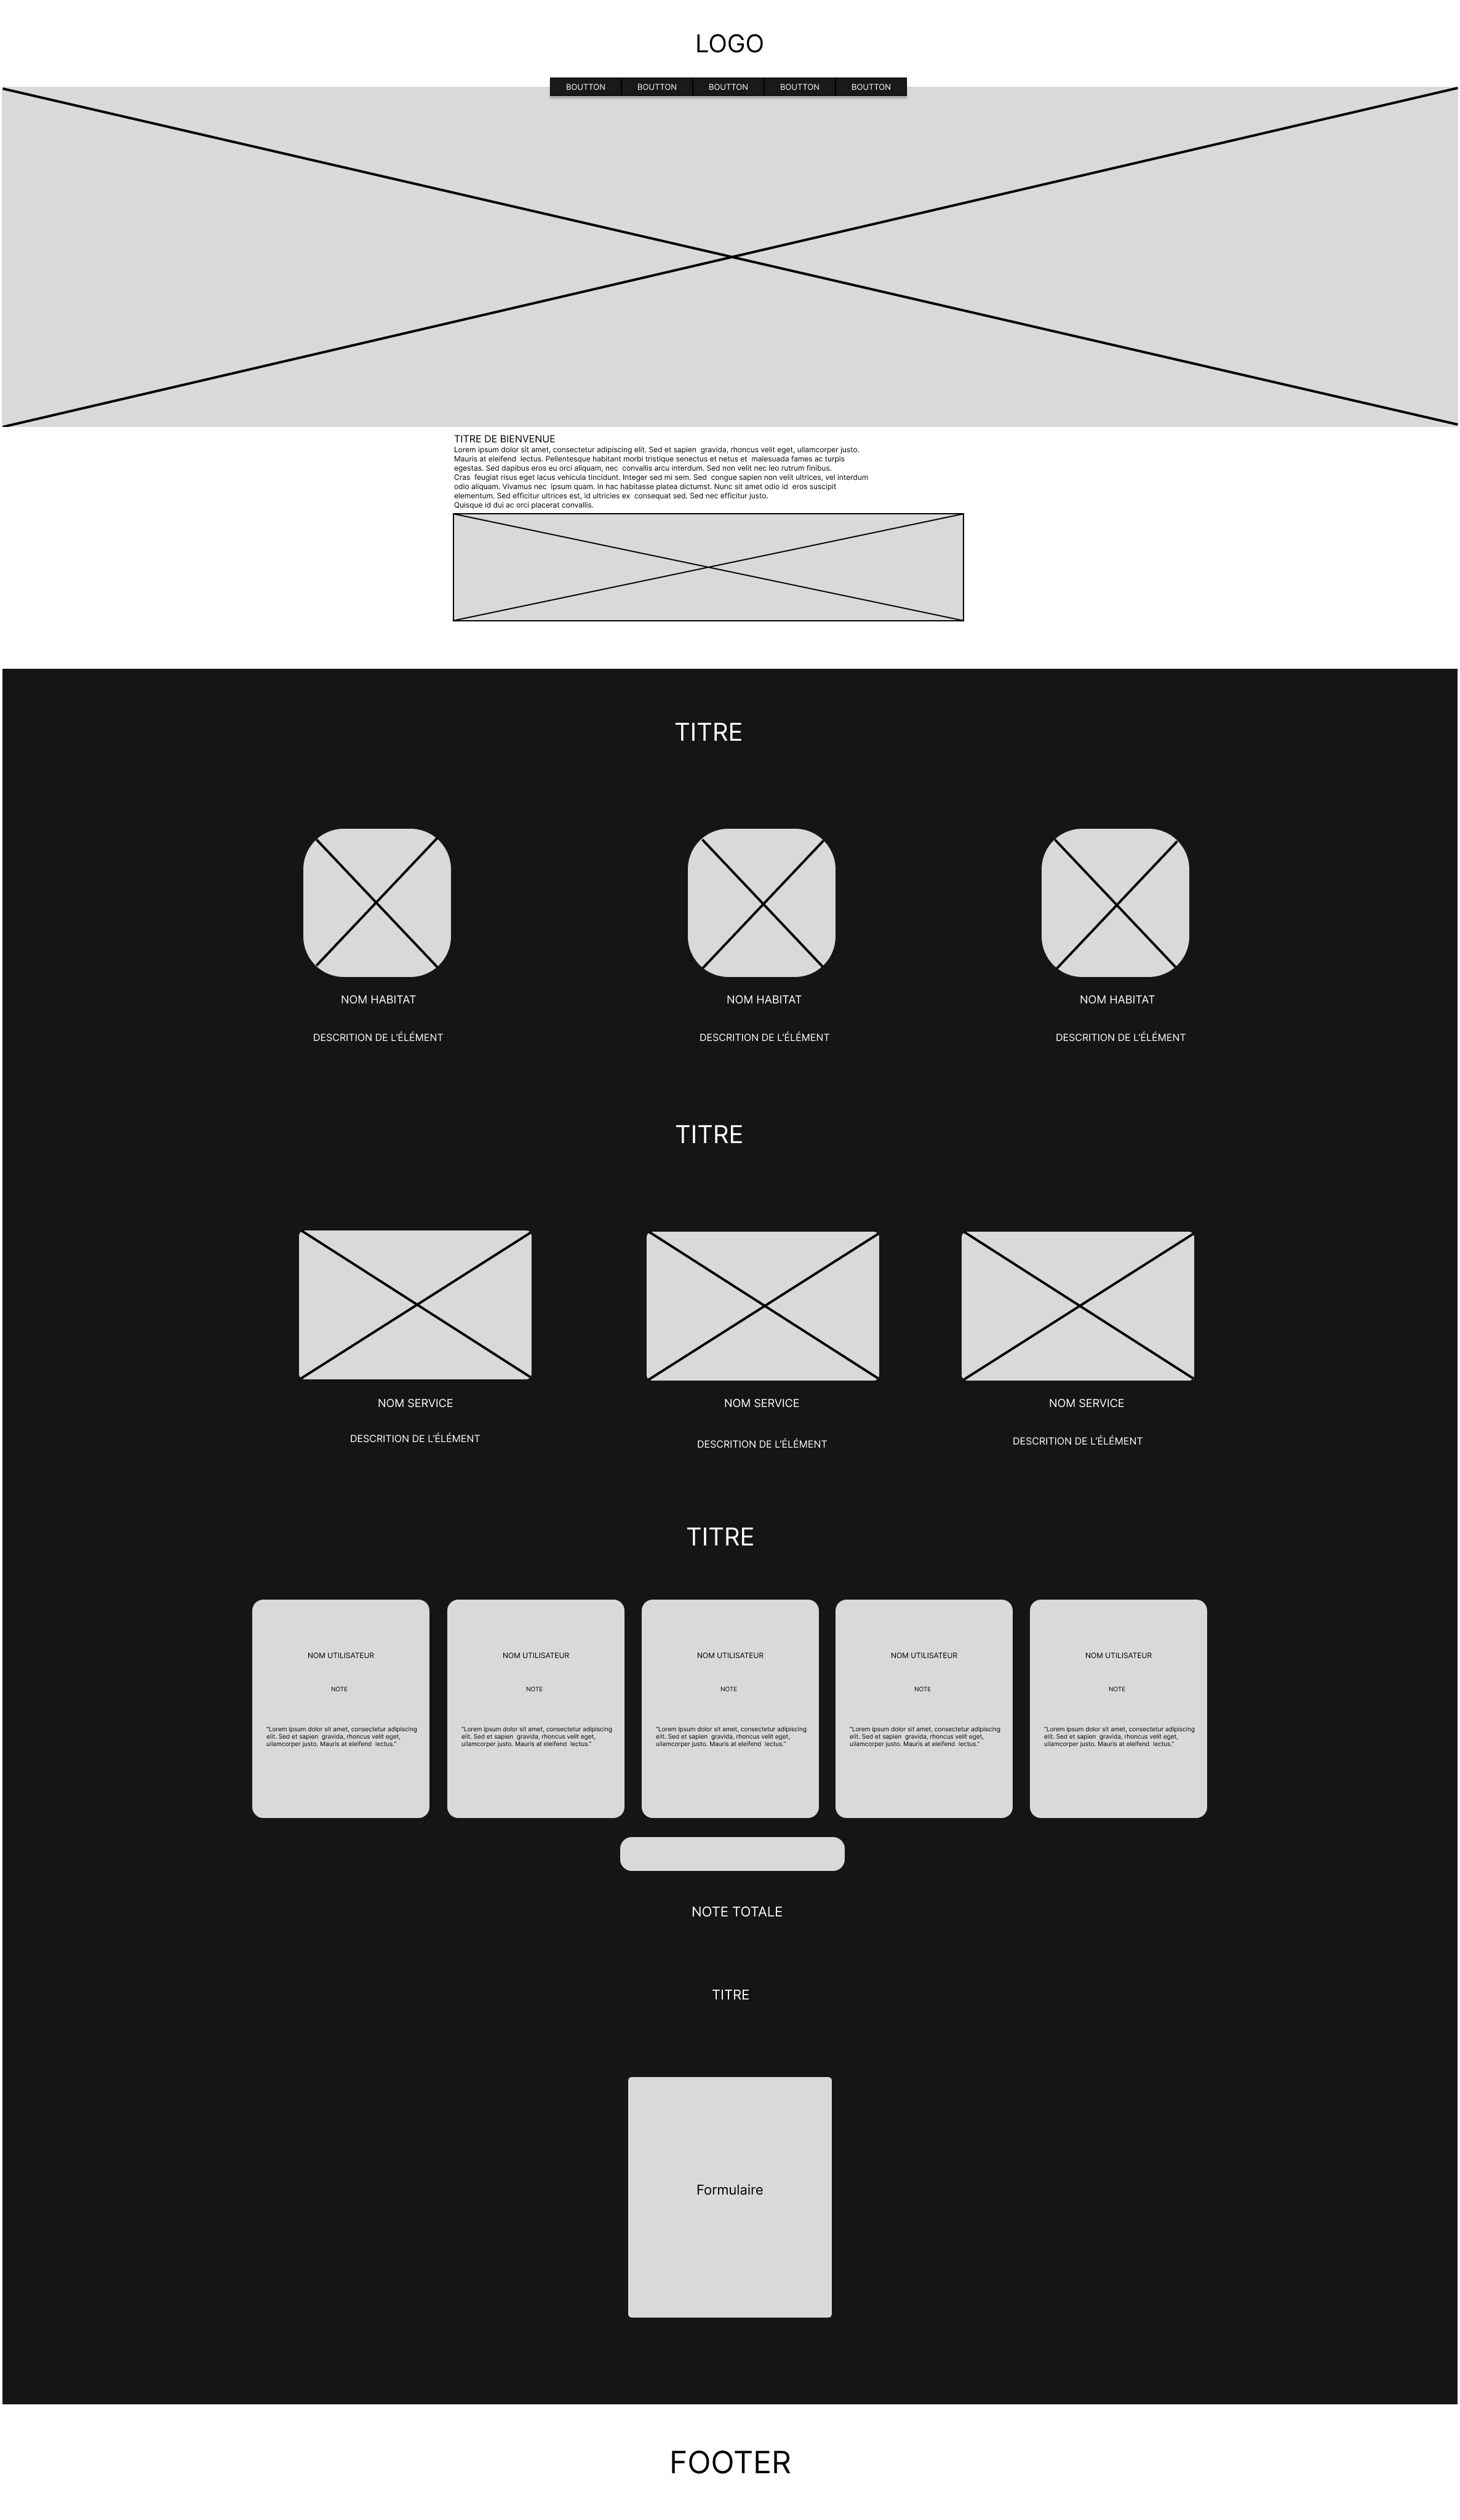 LOGO
BOUTTON BOUTTON BOUTTON BOUTTON BOUTTON
TITRE DE BIENVENUE
Lorem ipsum dolor sit amet, consectetur adipiscing elit. Sed et sapien gravida, rhoncus velit eget, ullamcorper justo.
Mauris at eleifend lectus. Pellentesque habitant morbi tristique senectus et netus et malesuada fames ac turpis
egestas. Sed dapibus eros eu orci aliquam, nec convallis arcu interdum. Sed non velit nec leo rutrum finibus.
Cras feugiat risus eget lacus vehicula tincidunt. Integer sed mi sem. Sed congue sapien non velit ultrices, vel interdum
odio aliquam. Vivamus nec ipsum quam. In hac habitasse platea dictumst. Nunc sit amet odio id eros suscipit
elementum. Sed efficitur ultrices est, id ultricies ex consequat sed. Sed nec efficitur justo.
Quisque id dui ac orci placerat convallis.
TITRE
NOM HABITAT
DESCRITION DE L'ÉLÉMENT
NOM HABITAT
DESCRITION DE L'ÉLÉMENT
NOM HABITAT
DESCRITION DE L'ÉLÉMENT
TITRE
NOM SERVICE
DESCRITION DE L'ÉLÉMENT
NOM SERVICE
DESCRITION DE L'ÉLÉMENT
NOM SERVICE
DESCRITION DE L'ÉLÉMENT
TITRE
NOM UTILISATEUR
NOTE
"Lorem ipsum dolor sit amet, consectetur adipiscing
elit. Sed et sapien gravida, rhoncus velit eget,
ullamcorper justo. Mauris at eleifend lectus."
NOM UTILISATEUR
NOTE
"Lorem ipsum dolor sit amet, consectetur adipiscing
elit. Sed et sapien gravida, rhoncus velit eget,
ullamcorper justo. Mauris at eleifend lectus."
NOM UTILISATEUR
NOTE
"Lorem ipsum dolor sit amet, consectetur adipiscing
elit. Sed et sapien gravida, rhoncus velit eget,
ullamcorper justo. Mauris at eleifend lectus."
NOM UTILISATEUR
NOTE
"Lorem ipsum dolor sit amet, consectetur adipiscing
elit. Sed et sapien gravida, rhoncus velit eget,
ullamcorper justo. Mauris at eleifend lectus."
NOM UTILISATEUR
NOTE
"Lorem ipsum dolor sit amet, consectetur adipiscing
elit. Sed et sapien gravida, rhoncus velit eget,
ullamcorper justo. Mauris at eleifend lectus."
NOTE TOTALE
TITRE
Formulaire
FOOTER